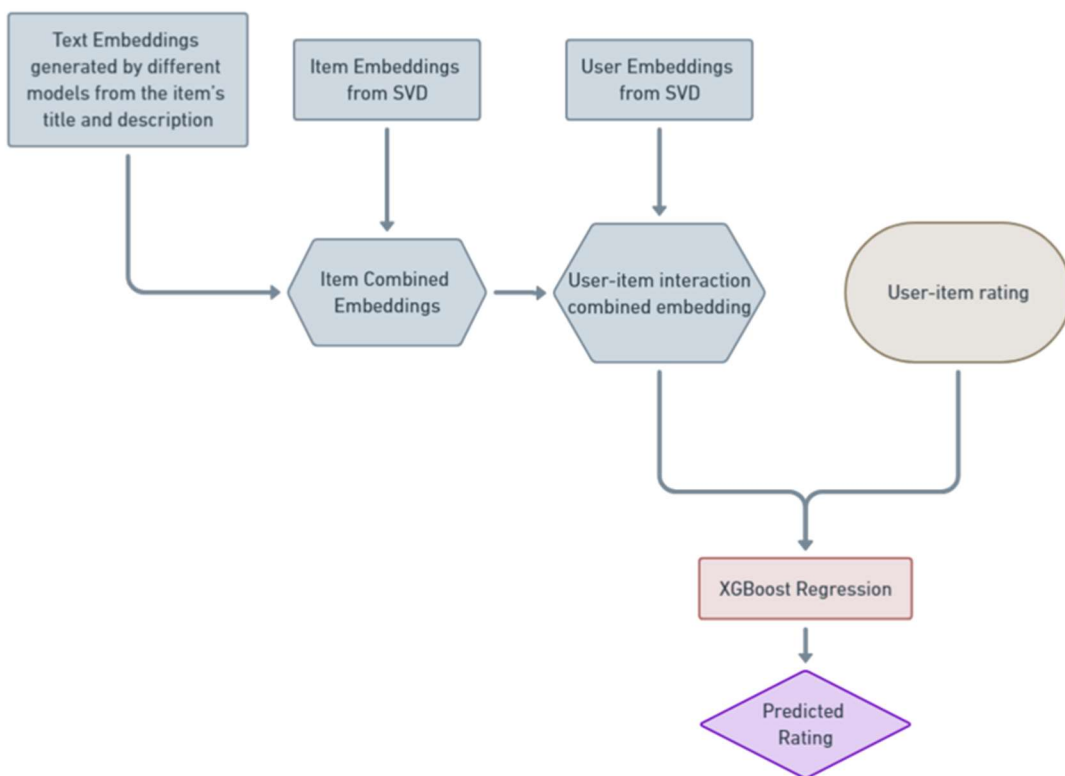 Text Embeddings
generated by different
models from the item's
title and description
Item Embeddings
from SVD
User Embeddings
from SVD
Item Combined
Embeddings
User-item interaction
combined embedding
User-item rating
XGBoost Regression
Predicted
Rating